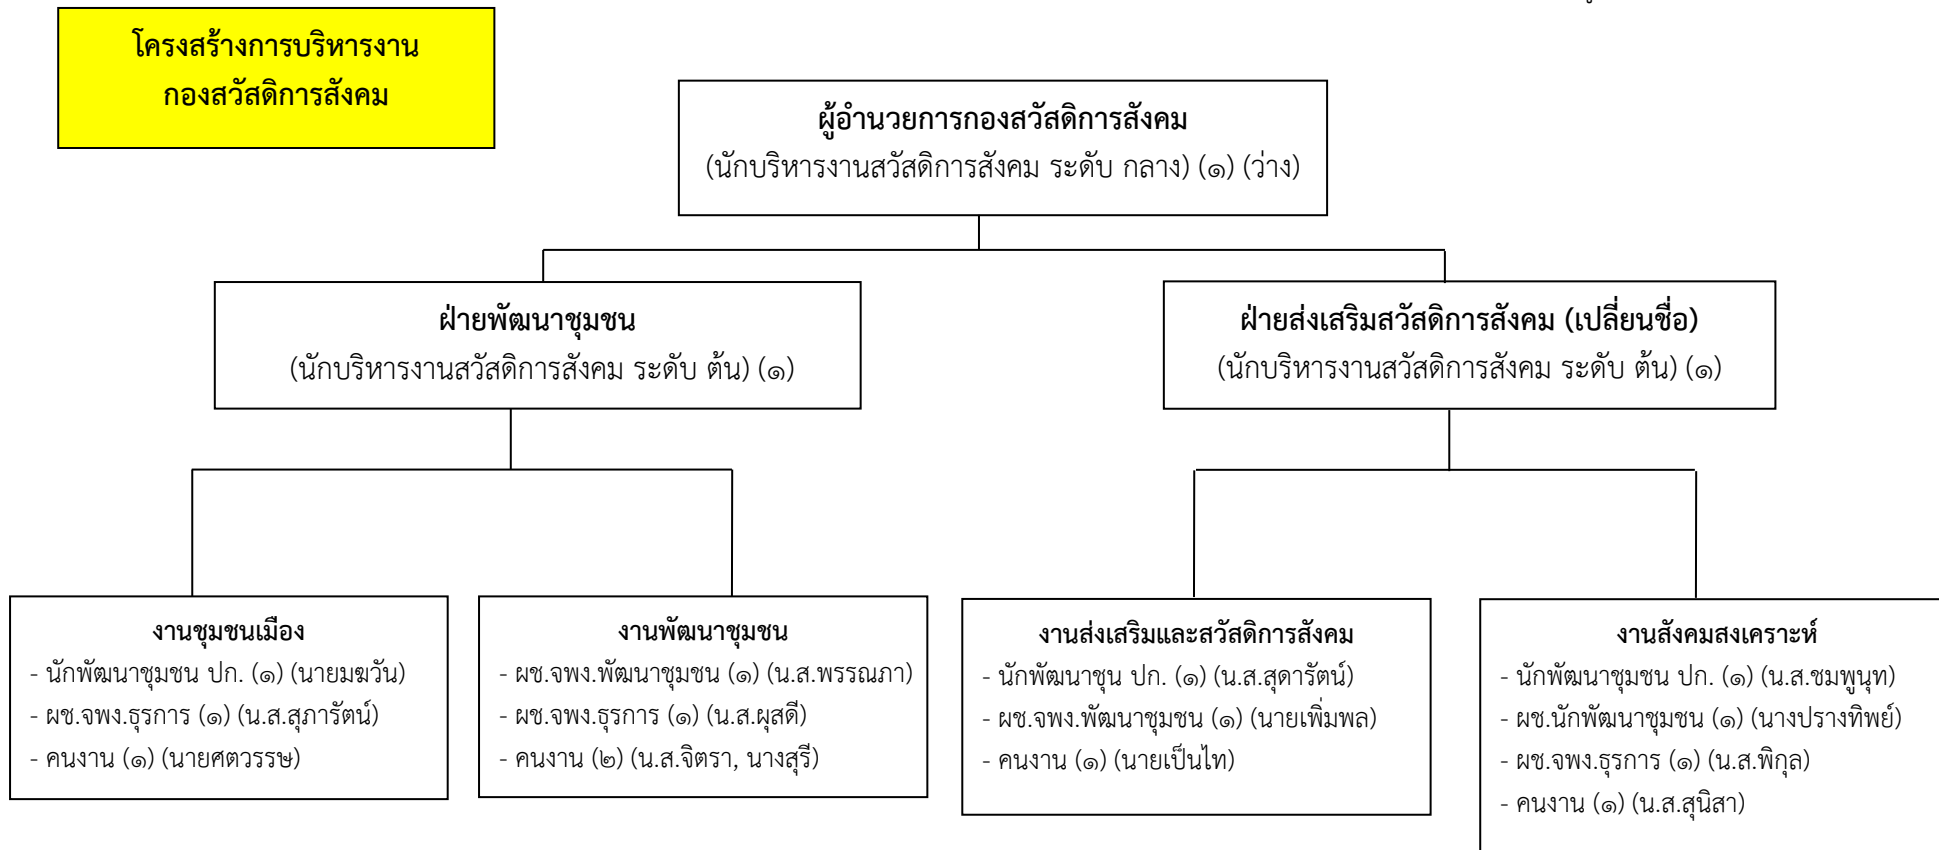 โครงสร้างการบริหารงาน
กองสวัสดิการสังคม
ผู้อำนวยการกองสวัสดิการสังคม
(นักบริหารงานสวัสดิการสังคม ระดับ กลาง) (๑) (ว่าง)
ฝ่ายพัฒนาชุมชน
(นักบริหารงานสวัสดิการสังคม ระดับ ต้น) (๑)
ฝ่ายส่งเสริมสวัสดิการสังคม (เปลี่ยนชื่อ)
(นักบริหารงานสวัสดิการสังคม ระดับ ต้น) (๑)
งานชุมชนเมือง
- นักพัฒนาชุมชน ปก. (๑) (นายมฆวัน)
- ผช.จพง.ธุรการ (๑) (น.ส.สุภารัตน์)
- คนงาน (๑) (นายศตวรรษ)
งานพัฒนาชุมชน
- ผช.จพง.พัฒนาชุมชน (๑) (น.ส.พรรณภา)
- ผช.จพง.ธุรการ (๑) (น.ส.ผุสดี)
- คนงาน (๒) (น.ส.จิตรา, นางสุรี)
งานส่งเสริมและสวัสดิการสังคม
- นักพัฒนาชุน ปก. (๑) (น.ส.สุดารัตน์)
- ผช.จพง.พัฒนาชุมชน (๑) (นายเพิ่มพล)
- คนงาน (๑) (นายเป็นไท)
งานสังคมสงเคราะห์
- นักพัฒนาชุมชน ปก. (๑) (น.ส.ชมพูนุท)
- ผช.นักพัฒนาชุมชน (๑) (นางปรางทิพย์)
- ผช.จพง.ธุรการ (๑) (น.ส.พิกุล)
- คนงาน (๑) (น.ส.สุนิสา)